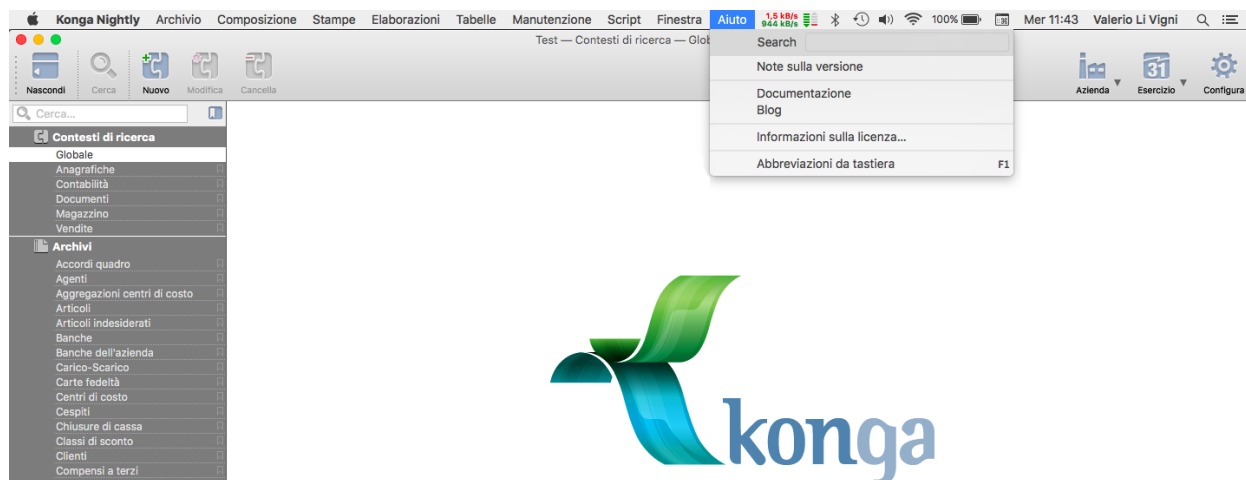 Konga Nightly Archivio Composizione Stampe Elaborazioni Tabelle Manutenzione Script Finestra Aiuto 1,5 kB/s 944 kB/s 100% Mer 11:43 Valerio Li Vigni
Test — Contesti di ricerca — Glob
Search
Note sulla versione
Documentazione
Blog
Informazioni sulla licenza...
Abbreviazioni da tastiera F1
Nascondi Cerca Nuovo Modifica Cancella
31
Azienda Esercizio Configura
Cerca...
Contesti di ricerca
Globale
Anagrafiche
Contabilità
Documenti
Magazzino
Vendite
Archivi
Accordi quadro
Agenti
Aggregazioni centri di costo
Articoli
Articoli indesiderati
Banche
Banche dell'azienda
Carico-Scarico
Carte fedeltà
Centri di costo
Cespiti
Chiusure di cassa
Classi di sconto
Clienti
Compensi a terzi
konga